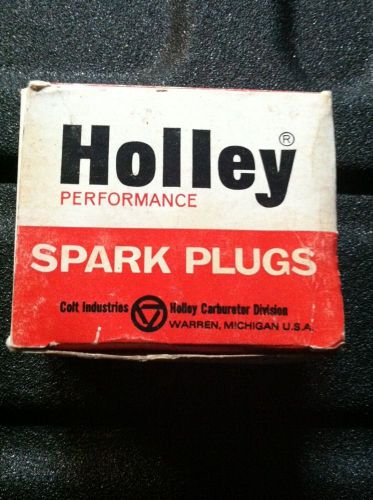 Holley®
PERFORMANCE
SPARK PLUGS
Colt Industries Holley Carburetor Division
WARREN, MICHIGAN U.S.A.